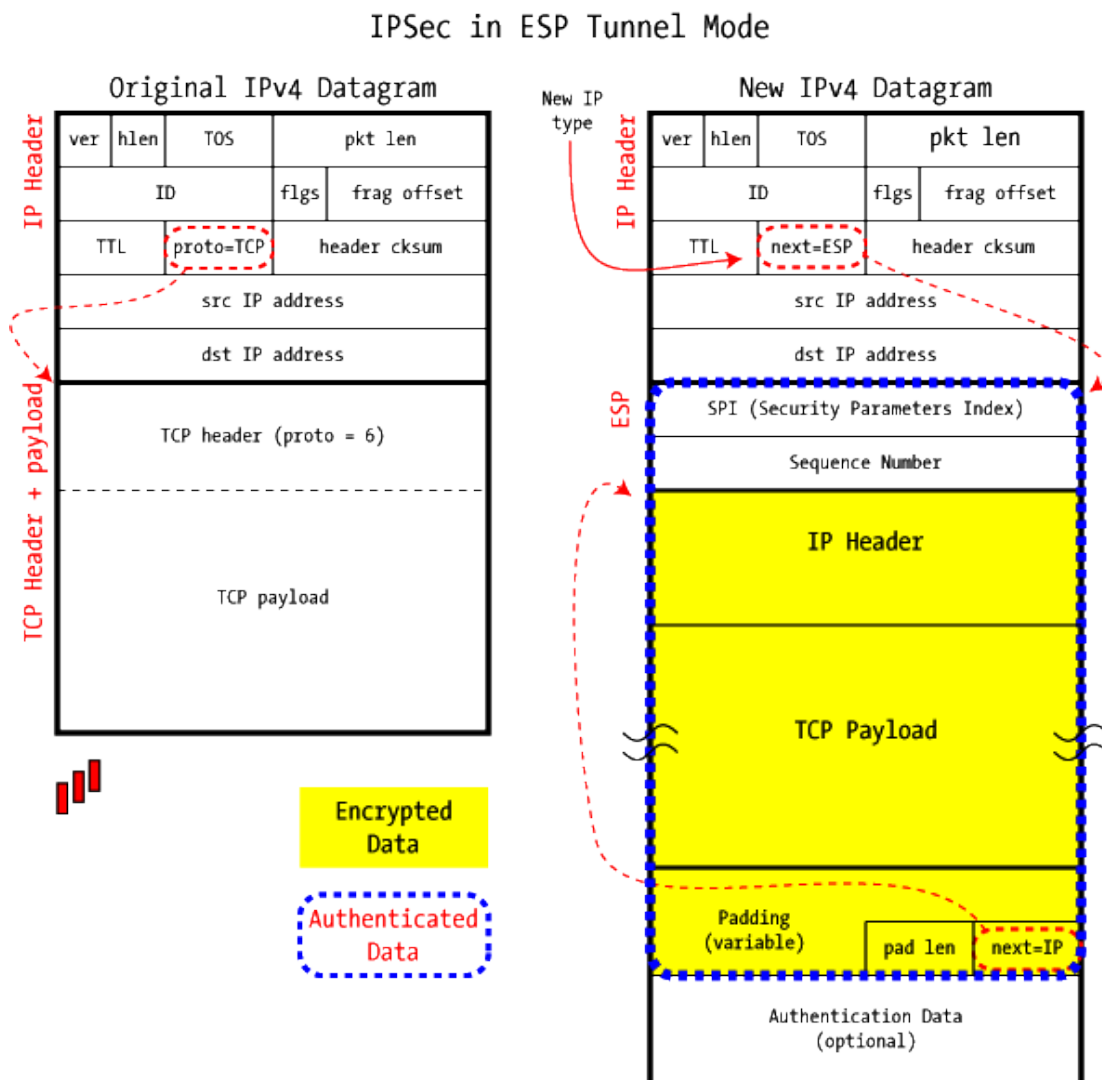 IPSec in ESP Tunnel Mode
Original IPv4 Datagram
IP Header
ver hlen TOS pkt len
ID flgs frag offset
TTL proto=TCP header cksum
src IP address
dst IP address
TCP Header + payload
TCP header (proto = 6)
TCP payload
Encrypted
Data
Authenticated
Data
New IPv4 Datagram
New IP
type
IP Header
ver hlen TOS pkt len
ID flgs frag offset
TTL next=ESP header cksum
src IP address
dst IP address
ESP
SPI (Security Parameters Index)
Sequence Number
IP Header
TCP Payload
Padding
(variable)
pad len next=IP
Authentication Data
(optional)